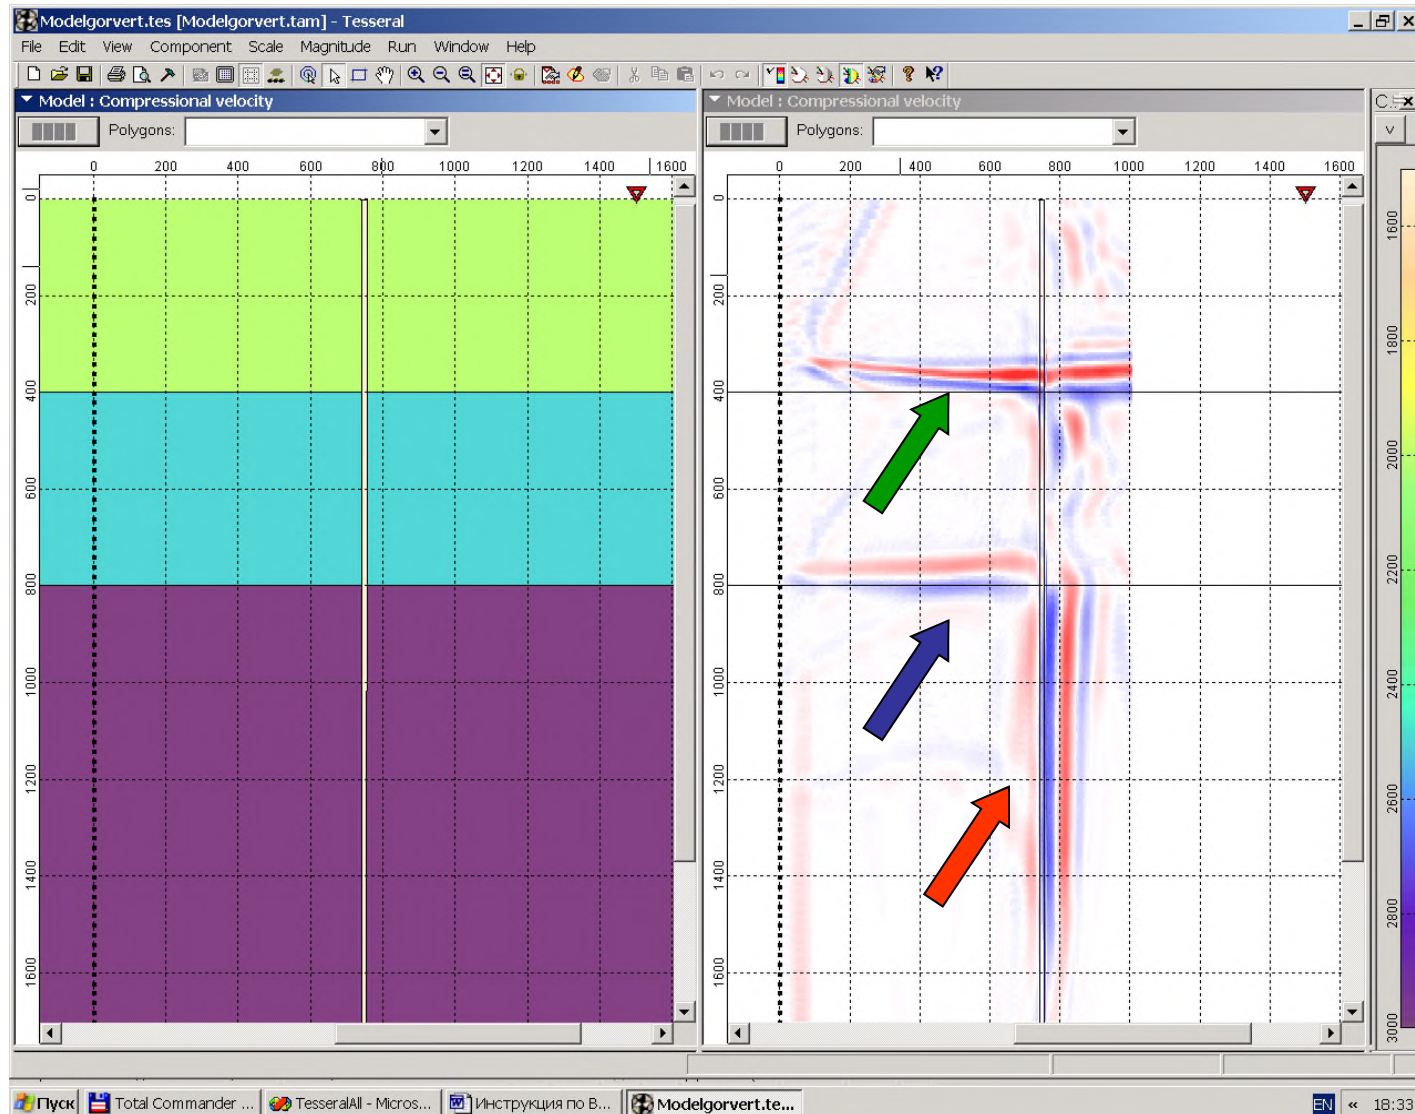 Modelgorvert.tes [Modelgorvert.tam] - Tesseral
File Edit View Component Scale Magnitude Run Window Help
Model : Compressional velocity
Polygons:
0 200 400 600 800 1000 1200 1400 1600
0
200
400
600
800
1000
1200
1400
1600
Model : Compressional velocity
Polygons:
0 200 400 600 800 1000 1200 1400 1600
0
200
400
600
800
1000
1200
1400
1600
C...
v
1600
1800
2000
2200
2400
2600
2800
3000
Пуск Total Commander ... TesseralAll - Micros... Инструкция по В... Modelgorvert.te... EN « 18:33